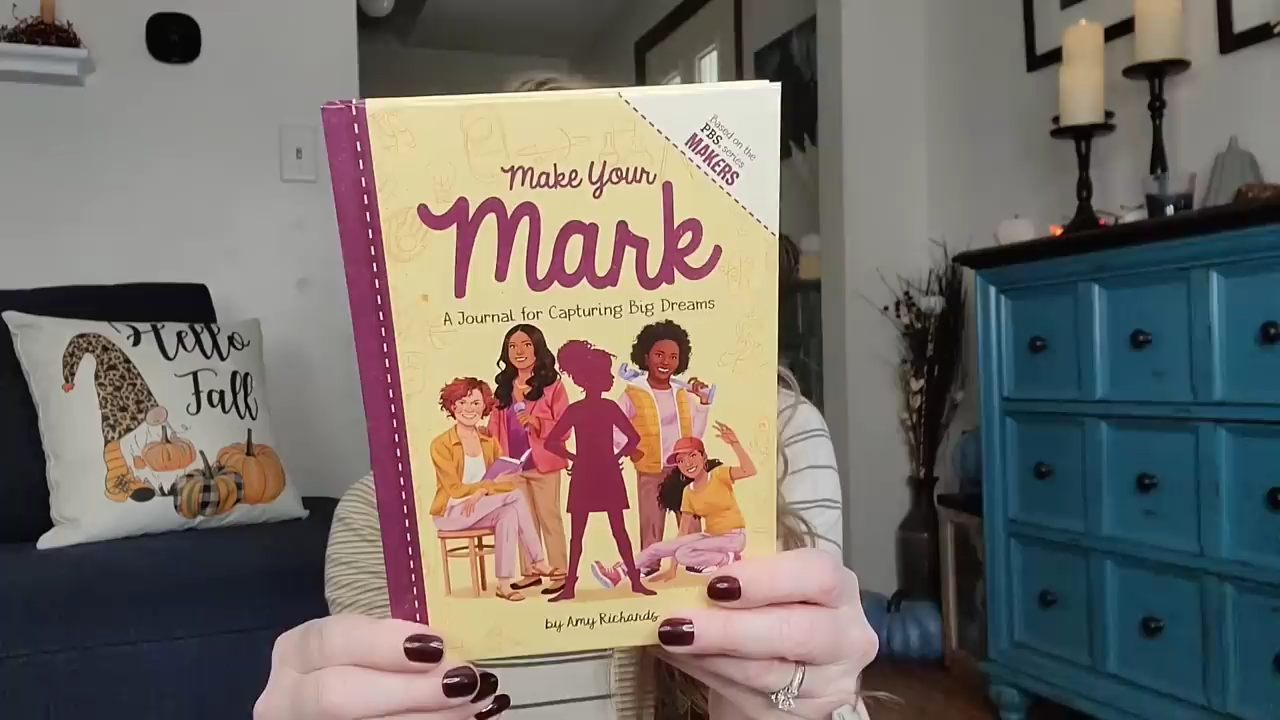 Based on the
PBS series
MAKERS
Make Your
Mark
A Journal for Capturing Big Dreams
by Amy Richards
Hello
Fall